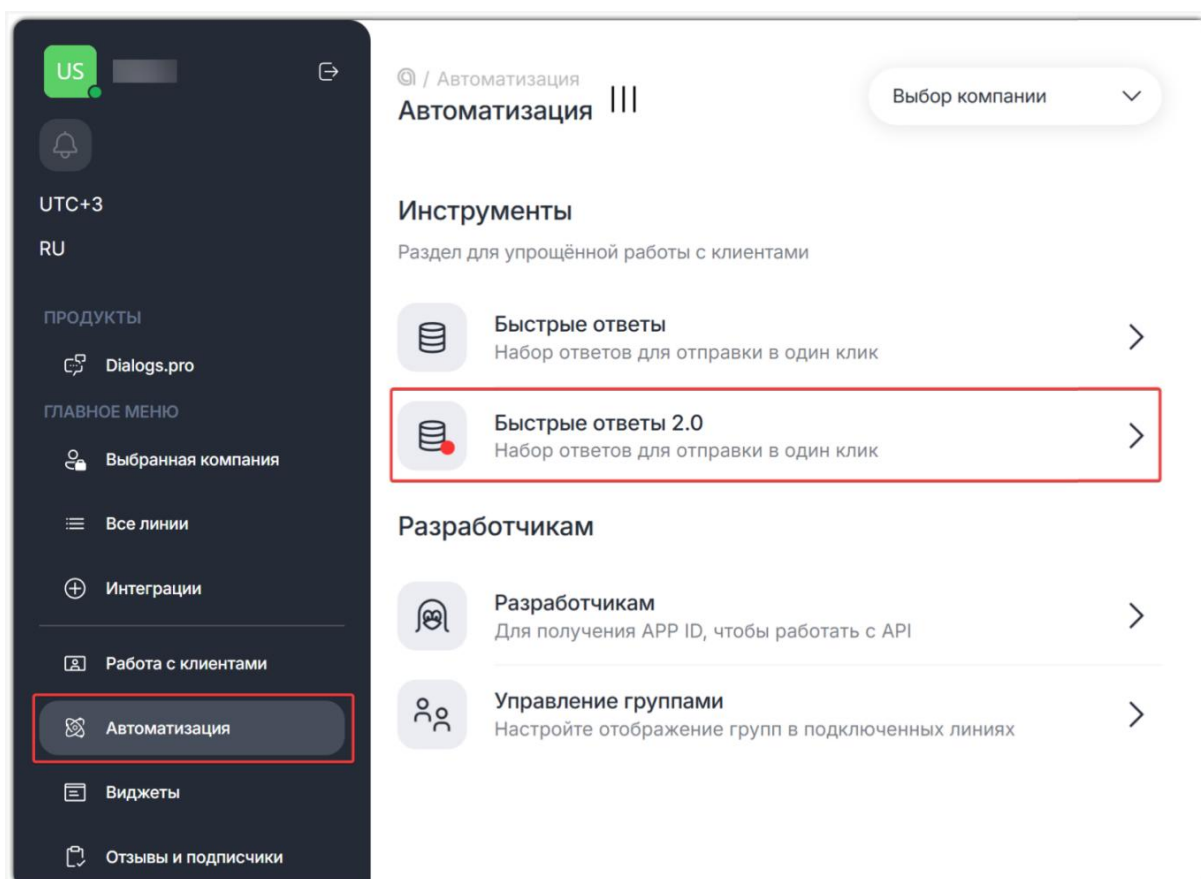 US
UTC+3
RU
ПРОДУКТЫ
Dialogs.pro
ГЛАВНОЕ МЕНЮ
Выбранная компания
Все линии
Интеграции
Работа с клиентами
Автоматизация
Виджеты
Отзывы и подписчики
/ Автоматизация
Автоматизация
Выбор компании
Инструменты
Раздел для упрощённой работы с клиентами
Быстрые ответы
Набор ответов для отправки в один клик
Быстрые ответы 2.0
Набор ответов для отправки в один клик
Разработчикам
Разработчикам
Для получения APP ID, чтобы работать с API
Управление группами
Настройте отображение групп в подключенных линиях